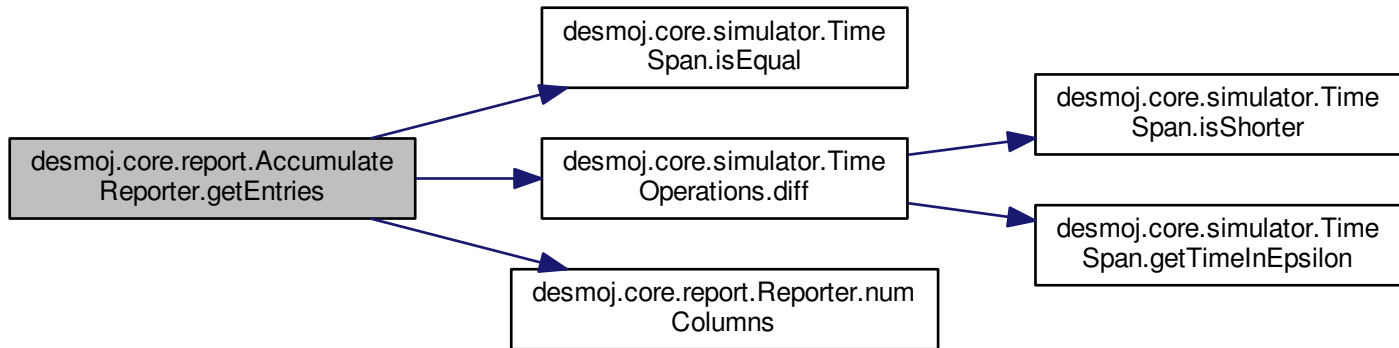 desmoj.core.report.Accumulate
Reporter.getEntries
desmoj.core.simulator.Time
Span.isEqual
desmoj.core.simulator.Time
Operations.diff
desmoj.core.report.Reporter.num
Columns
desmoj.core.simulator.Time
Span.isShorter
desmoj.core.simulator.Time
Span.getTimeInEpsilon